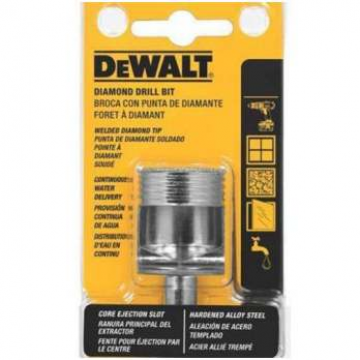 DEWALT
DIAMOND DRILL BIT
BROCA CON PUNTA DE DIAMANTE
FORET À DIAMANT
WELDED DIAMOND TIP
PUNTA DE DIAMANTE SOLDADO
POINTE À
DIAMANT
SOUDÉ
CONTINUOUS
WATER
DELIVERY
PROVISIÓN
CONTINUA
DE AGUA
D'EAU EN
CONTINU
CORE EJECTION SLOT
RANURA PRINCIPAL DEL
EXTRACTOR
FENTE POUR ÉJECTION PAR
LE CENTRE
HARDENED ALLOY STEEL
ALEACIÓN DE ACERO
TEMPLADO
ACIER ALLIÉ TREMPÉ